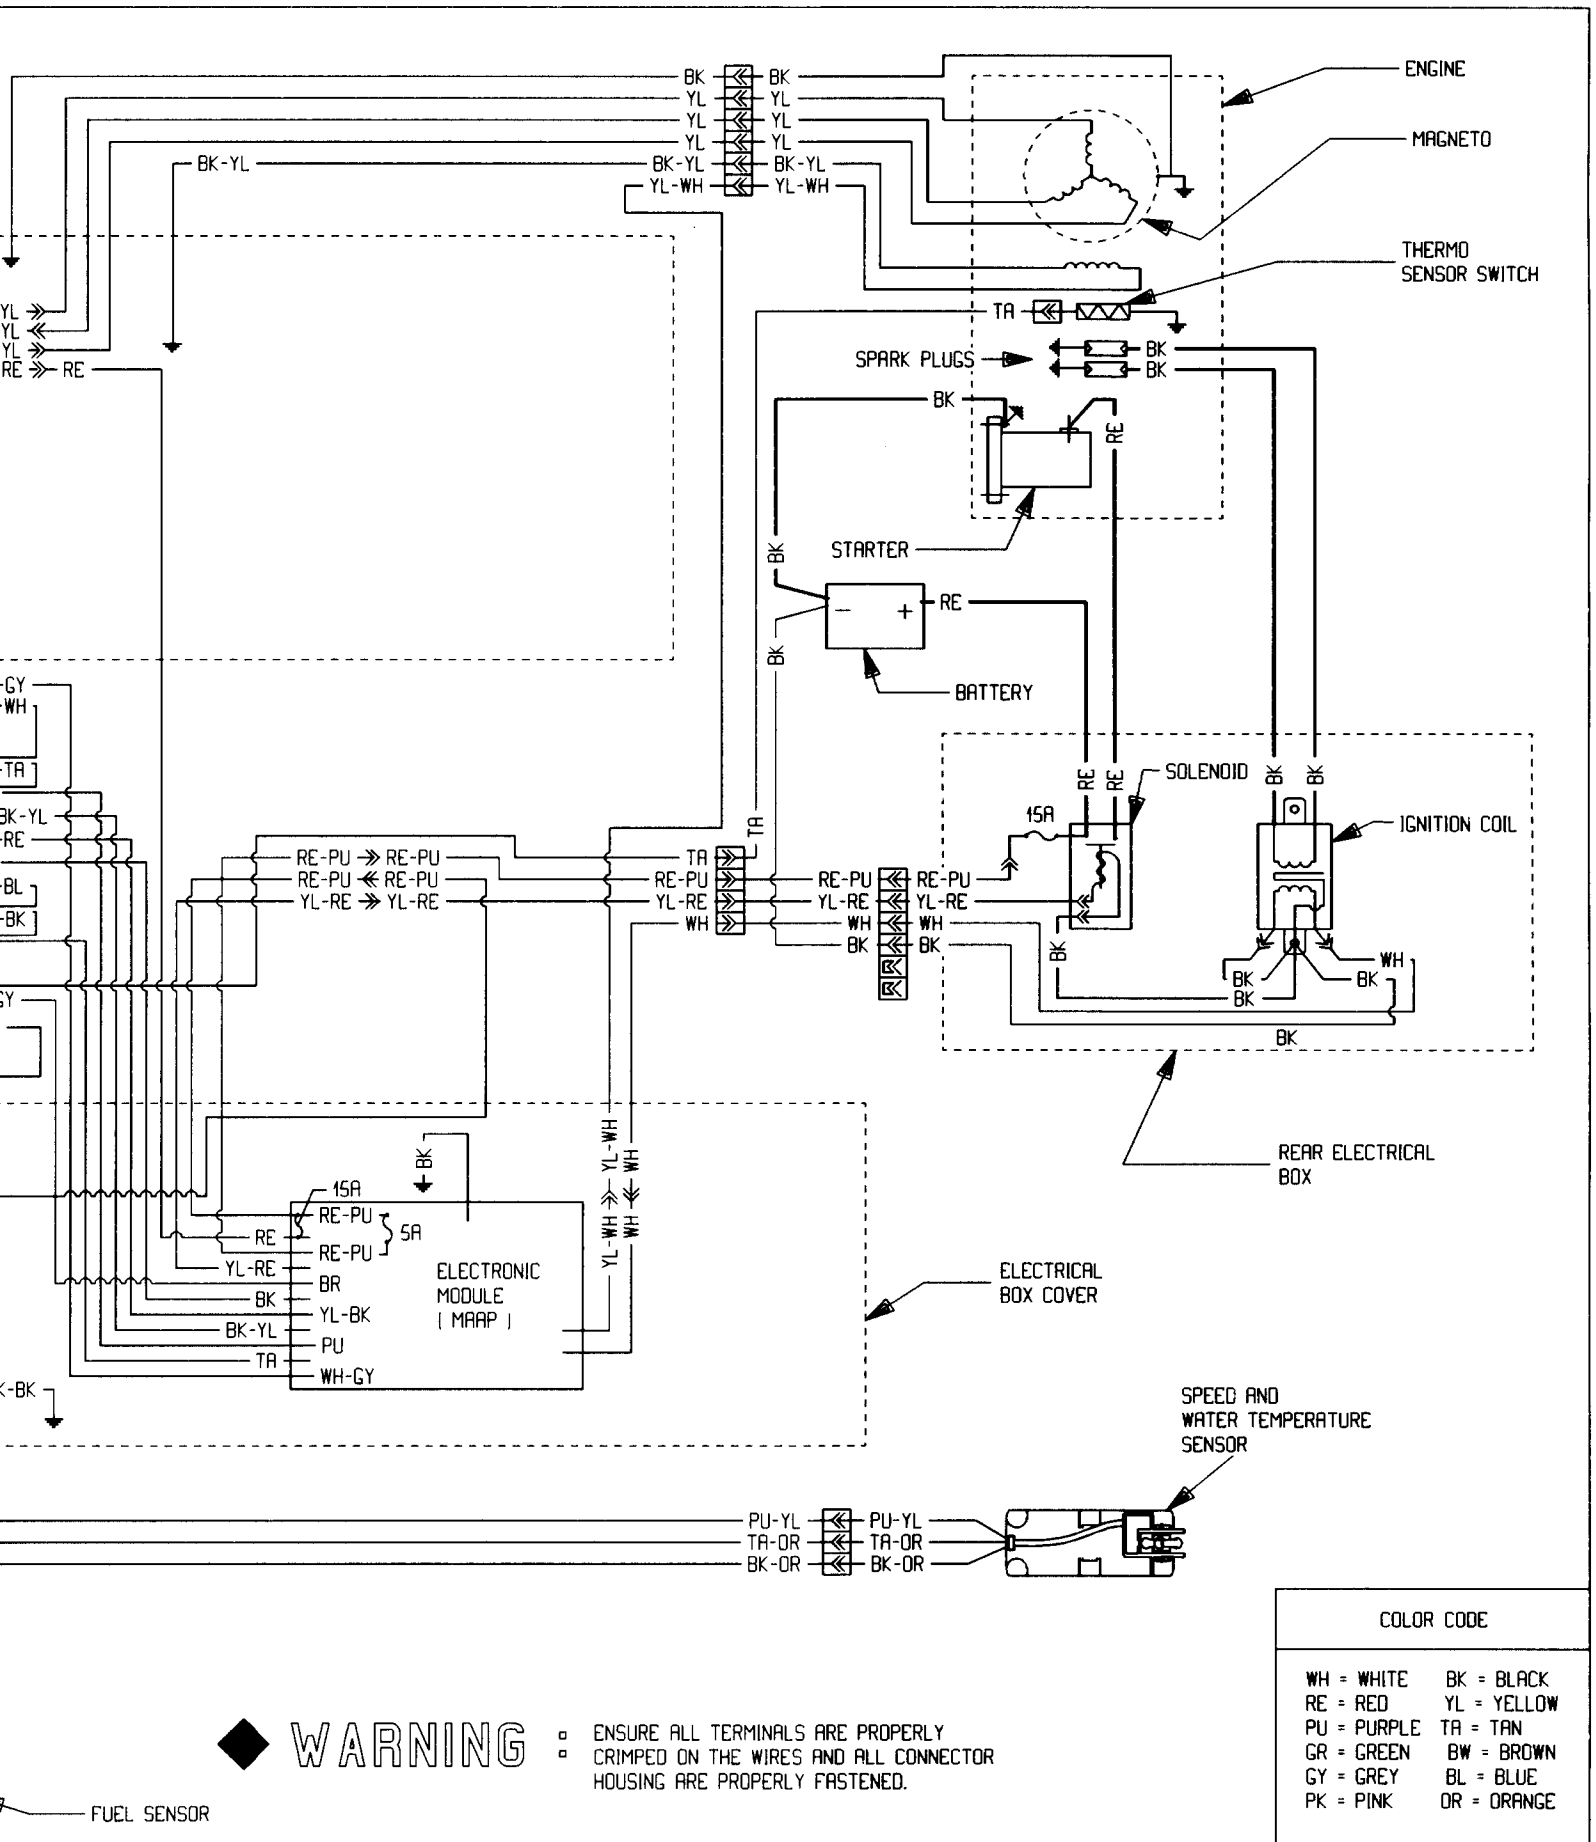 BK BK
YL YL
YL YL
YL YL
BK-YL BK-YL BK-YL
YL-WH YL-WH
ENGINE
MAGNETO
THERMO
SENSOR SWITCH
TA
YL
YL
YL
RE RE
SPARK PLUGS
BK
BK
BK
RE
STARTER
BK
BK
- +
RE
BATTERY
-GY
-WH
-TA
BK-YL
-RE
-BL
-BK
GY
RE RE
SOLENOID
BK BK
15A
IGNITION COIL
TA
RE-PU RE-PU
RE-PU RE-PU
YL-RE YL-RE
TA
RE-PU RE-PU RE-PU
YL-RE YL-RE YL-RE
WH WH WH
BK BK
BK
BK
BK
WH
BK
BK
REAR ELECTRICAL
BOX
BK
YL-WH YL-WH
WH WH
15A
RE-PU
RE
5A
RE-PU
YL-RE
BR
BK
YL-BK
BK-YL
PU
TA
WH-GY
ELECTRONIC
MODULE
( MAAP )
ELECTRICAL
BOX COVER
K-BK
SPEED AND
WATER TEMPERATURE
SENSOR
PU-YL PU-YL
TA-OR TA-OR
BK-OR BK-OR
COLOR CODE
WH = WHITE BK = BLACK
RE = RED YL = YELLOW
PU = PURPLE TA = TAN
GR = GREEN BW = BROWN
GY = GREY BL = BLUE
PK = PINK OR = ORANGE
WARNING : ENSURE ALL TERMINALS ARE PROPERLY
CRIMPED ON THE WIRES AND ALL CONNECTOR
HOUSING ARE PROPERLY FASTENED.
FUEL SENSOR